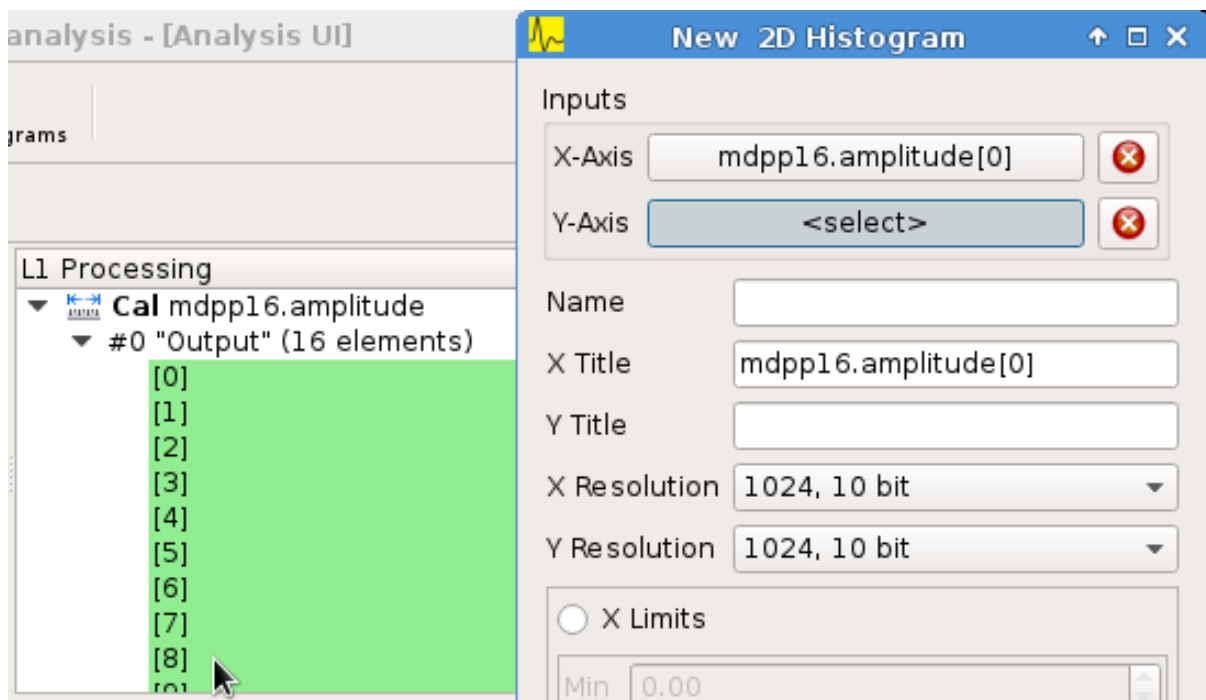 analysis - [Analysis UI]
grams
L1 Processing
Cal mdpp16.amplitude
#0 "Output" (16 elements)
[0]
[1]
[2]
[3]
[4]
[5]
[6]
[7]
[8]
[9]
New 2D Histogram
Inputs
X-Axis mdpp16.amplitude[0]
Y-Axis <select>
Name
X Title mdpp16.amplitude[0]
Y Title
X Resolution 1024, 10 bit
Y Resolution 1024, 10 bit
X Limits
Min 0.00